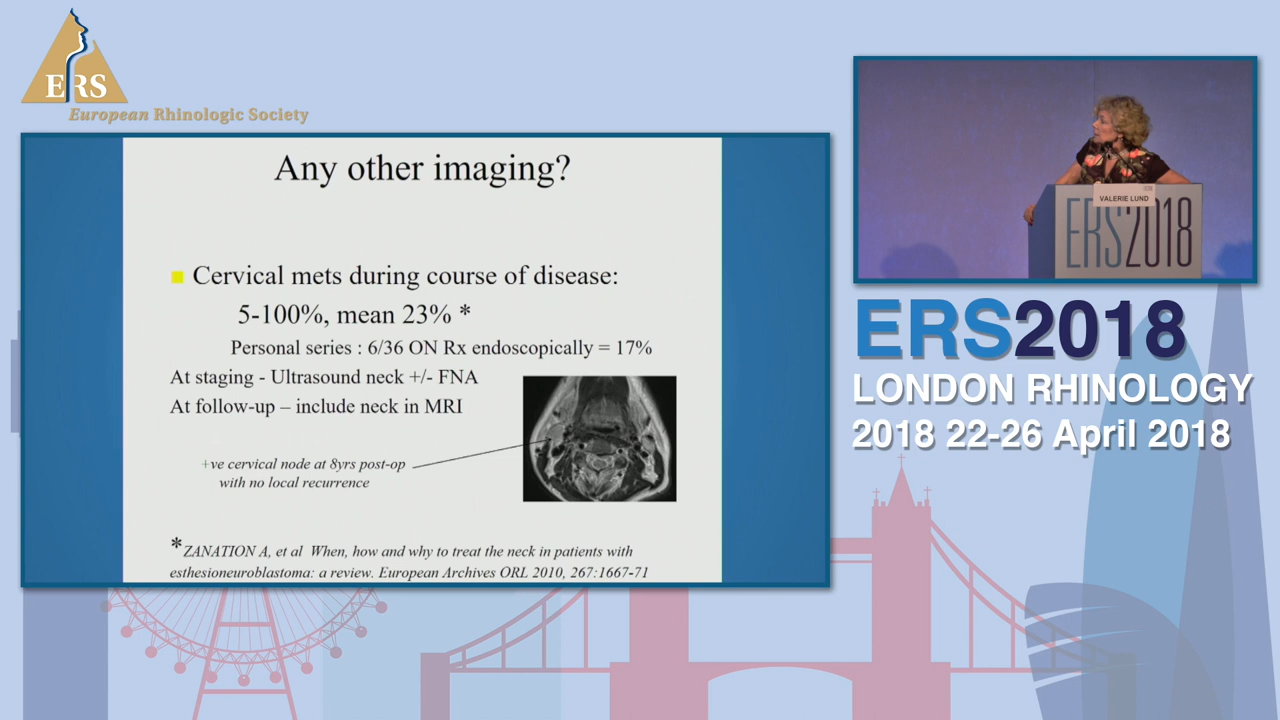 ERS
European Rhinologic Society
Any other imaging?
Cervical mets during course of disease:
5-100%, mean 23% *
Personal series : 6/36 ON Rx endoscopically = 17%
At staging - Ultrasound neck +/- FNA
At follow-up – include neck in MRI
+ve cervical node at 8yrs post-op
with no local recurrence
*ZANATION A, et al When, how and why to treat the neck in patients with
esthesioneuroblastoma: a review. European Archives ORL 2010, 267:1667-71
VALERIE LUND
ERS2018
ERS2018
LONDON RHINOLOGY
2018 22-26 April 2018